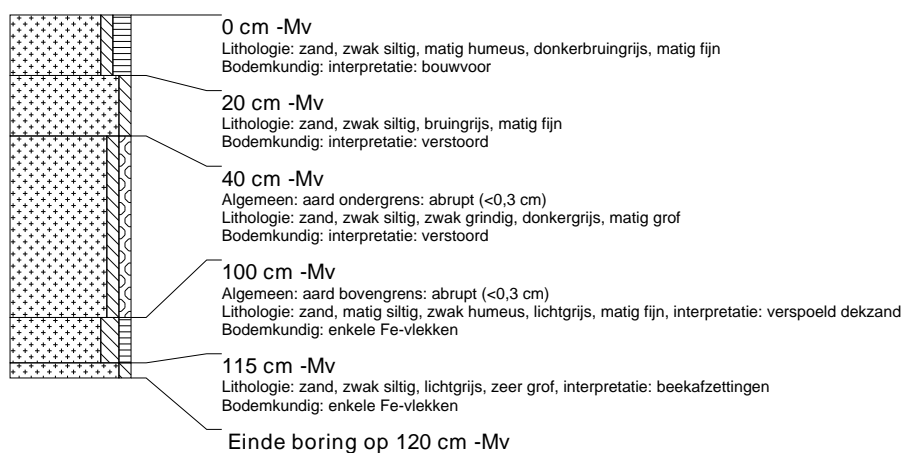 0 cm -Mv
Lithologie: zand, zwak siltig, matig humeus, donkerbruingrijs, matig fijn
Bodemkundig: interpretatie: bouwvoor
20 cm -Mv
Lithologie: zand, zwak siltig, bruingrijs, matig fijn
Bodemkundig: interpretatie: verstoord
40 cm -Mv
Algemeen: aard ondergrens: abrupt (<0,3 cm)
Lithologie: zand, zwak siltig, zwak grindig, donkergrijs, matig grof
Bodemkundig: interpretatie: verstoord
100 cm -Mv
Algemeen: aard bovengrens: abrupt (<0,3 cm)
Lithologie: zand, matig siltig, zwak humeus, lichtgrijs, matig fijn, interpretatie: verspoeld dekzand
Bodemkundig: enkele Fe-vlekken
115 cm -Mv
Lithologie: zand, zwak siltig, lichtgrijs, zeer grof, interpretatie: beekafzettingen
Bodemkundig: enkele Fe-vlekken
Einde boring op 120 cm -Mv